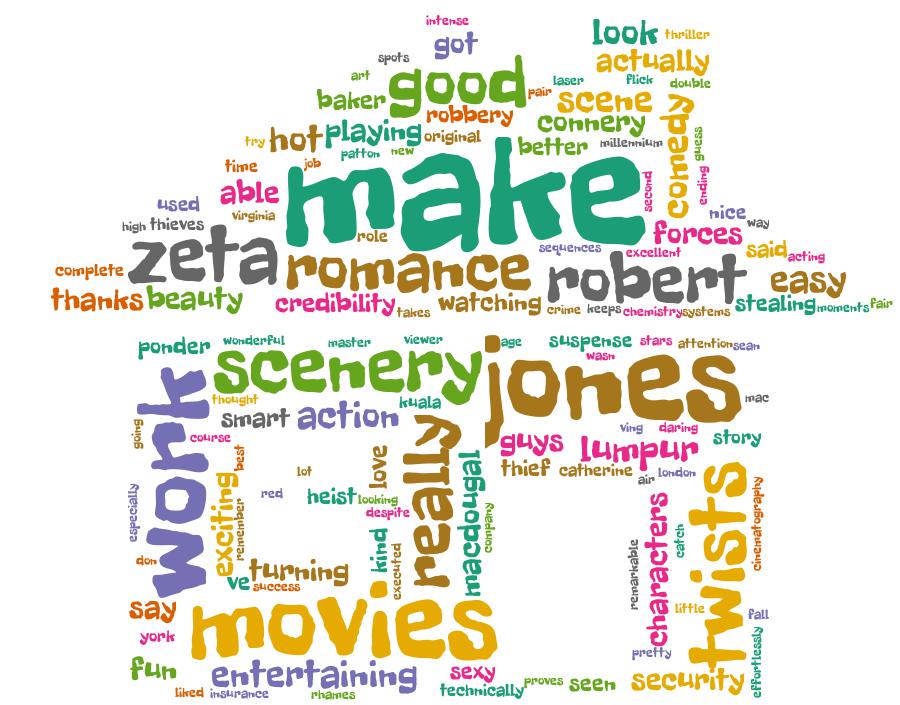 intense
got
look thriller
spots
actually
art
good
laser flick double
baker
pair scene
robbery
connery
try hot playing original
comedy
better millennium guess
patton new
time job
make
second ending
able
used
virginia
nice way
high thieves
role
forces
zeta
sequences excellent said acting
complete
romance
robert
easy
thanks beauty credibility takes watching crime keeps chemistry systems stealing moments fair
ponder wonderful master viewer
age suspense stars attention sean
wasn
scenery
jones
work
thought
kuala
mac
smart action
ving daring
going course
guys lumpur story
best love really
thief catherine air london
lot
macdougal
twists
exciting
red heist looking
despite
company
especially remember
characters catch cinematography
kind executed
remarkable
don
ve turning
success
say
movies
little fall
york
pretty
effortlessly
fun entertaining sexy
technically proves seen security
liked insurance rhames